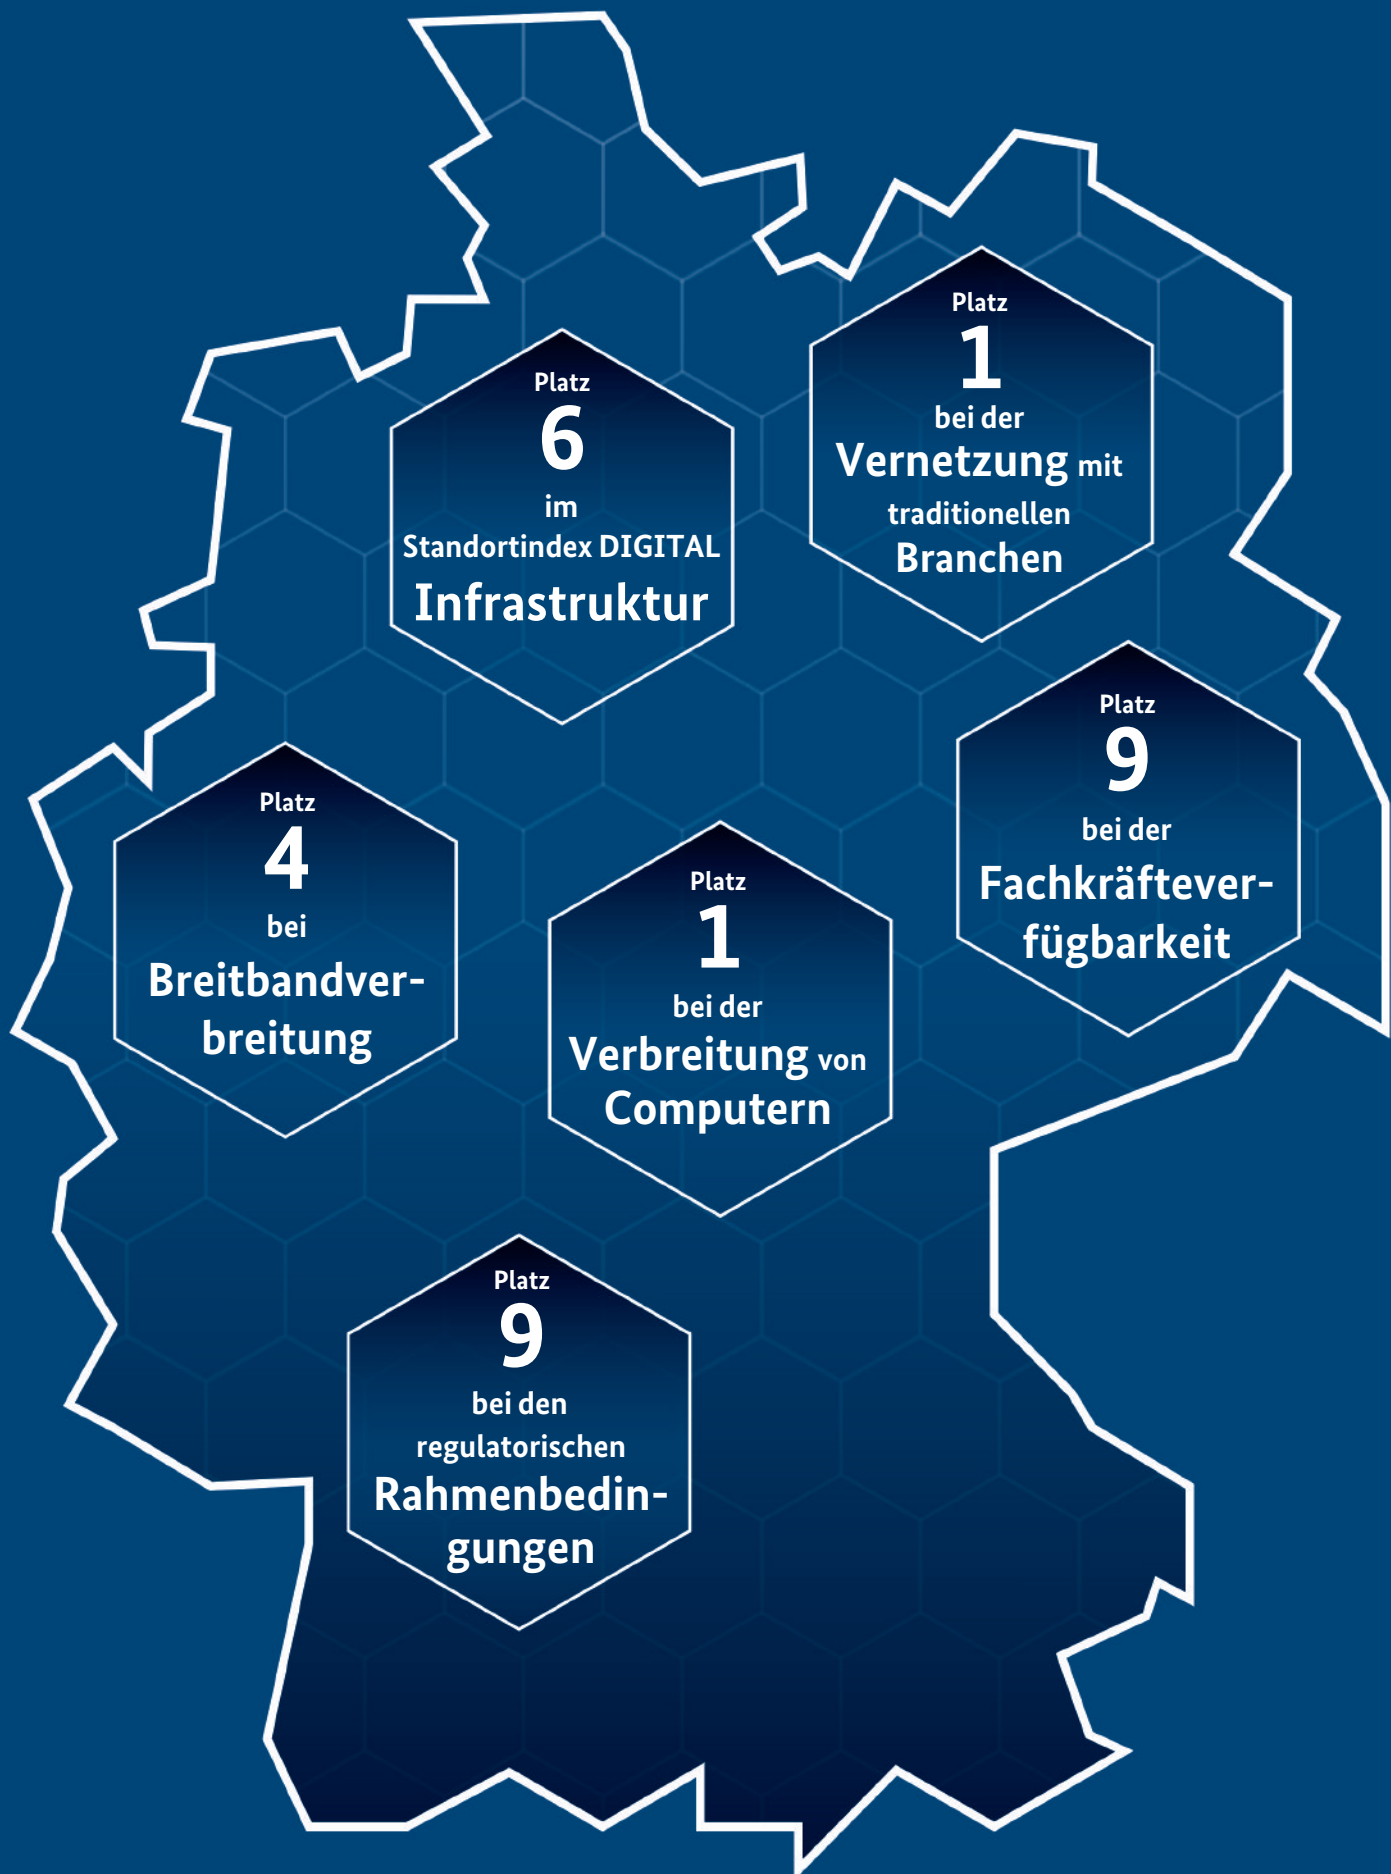 Platz
6
im
Standortindex DIGITAL
Infrastruktur
Platz
1
bei der
Vernetzung mit
traditionellen
Branchen
Platz
9
bei der
Fachkräftever-
fügbarkeit
Platz
4
bei
Breitbandver-
breitung
Platz
1
bei der
Verbreitung von
Computern
Platz
9
bei den
regulatorischen
Rahmenbedin-
gungen